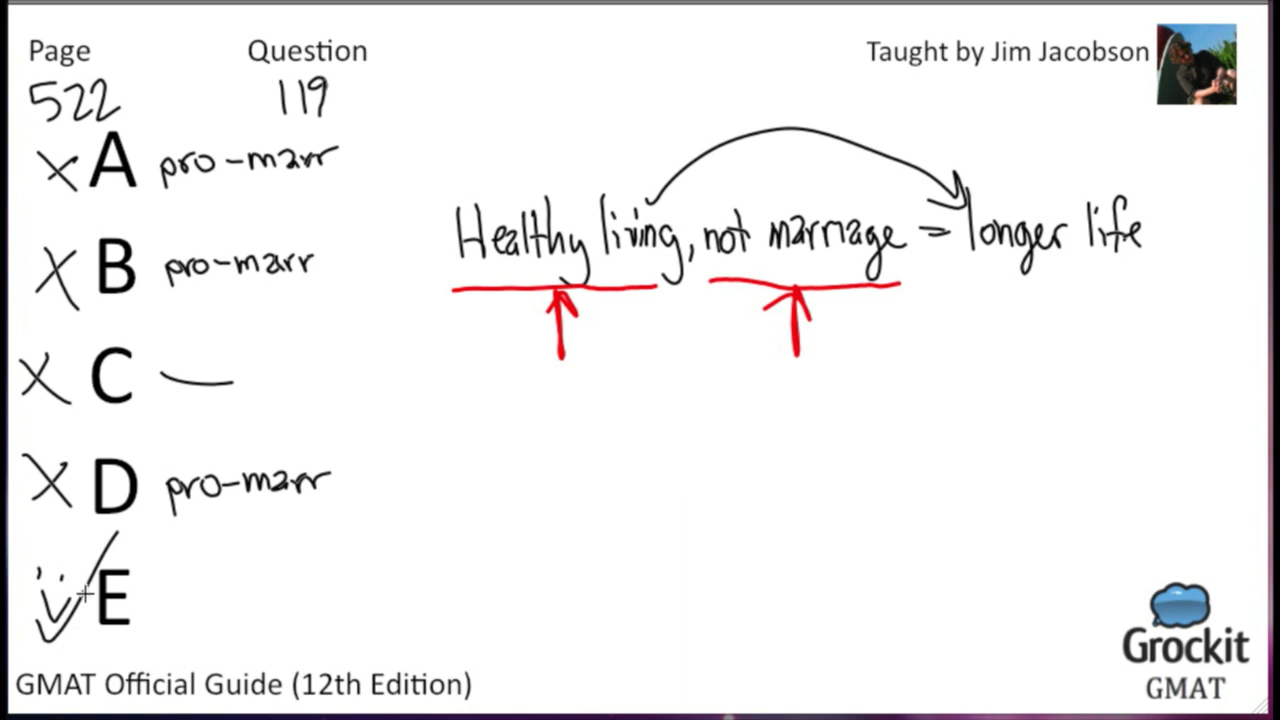 Page Question Taught by Jim Jacobson
522 119
A pro-marr
Healthy living, not marriage = longer life
B pro-marr
C
D pro-marr
E
Grockit
GMAT
GMAT Official Guide (12th Edition)